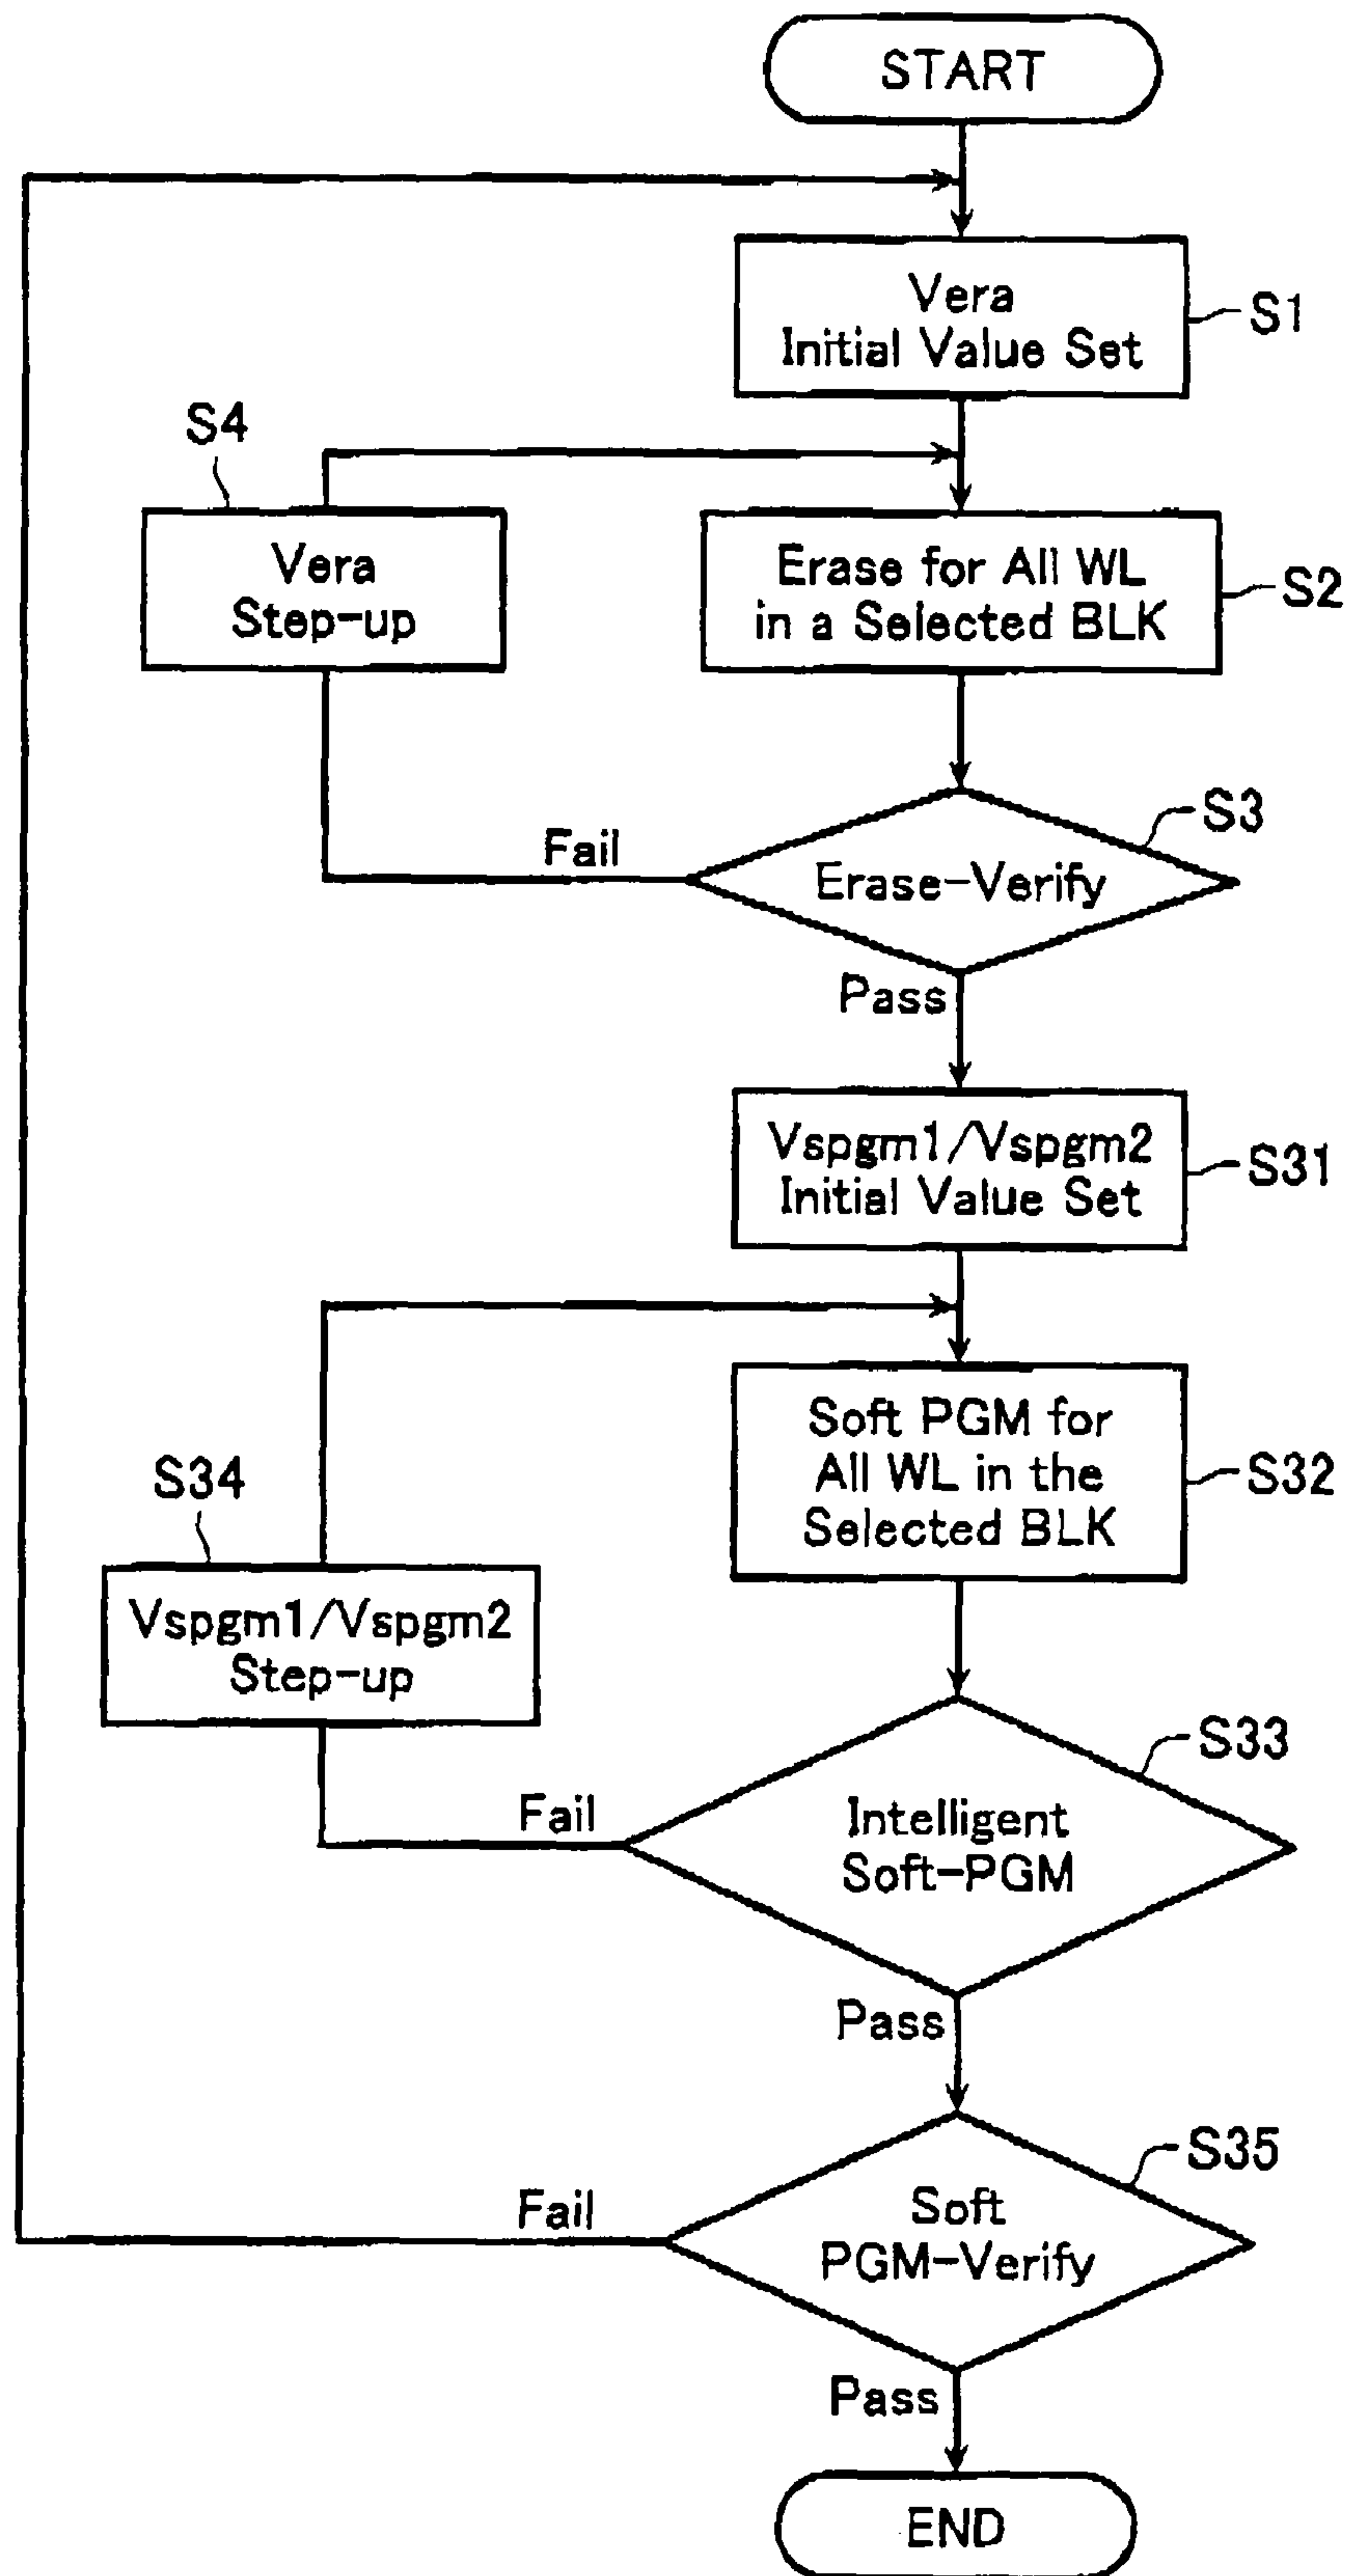 START
Vera
Initial Value Set
S1
S4
Vera
Step-up
Erase for All WL
in a Selected BLK
S2
S3
Fail
Erase-Verify
Pass
Vspgm1/Vspgm2
Initial Value Set
S31
Soft PGM for
All WL in the
Selected BLK
S32
S34
Vspgm1/Vspgm2
Step-up
S33
Fail
Intelligent
Soft-PGM
Pass
S35
Fail
Soft
PGM-Verify
Pass
END